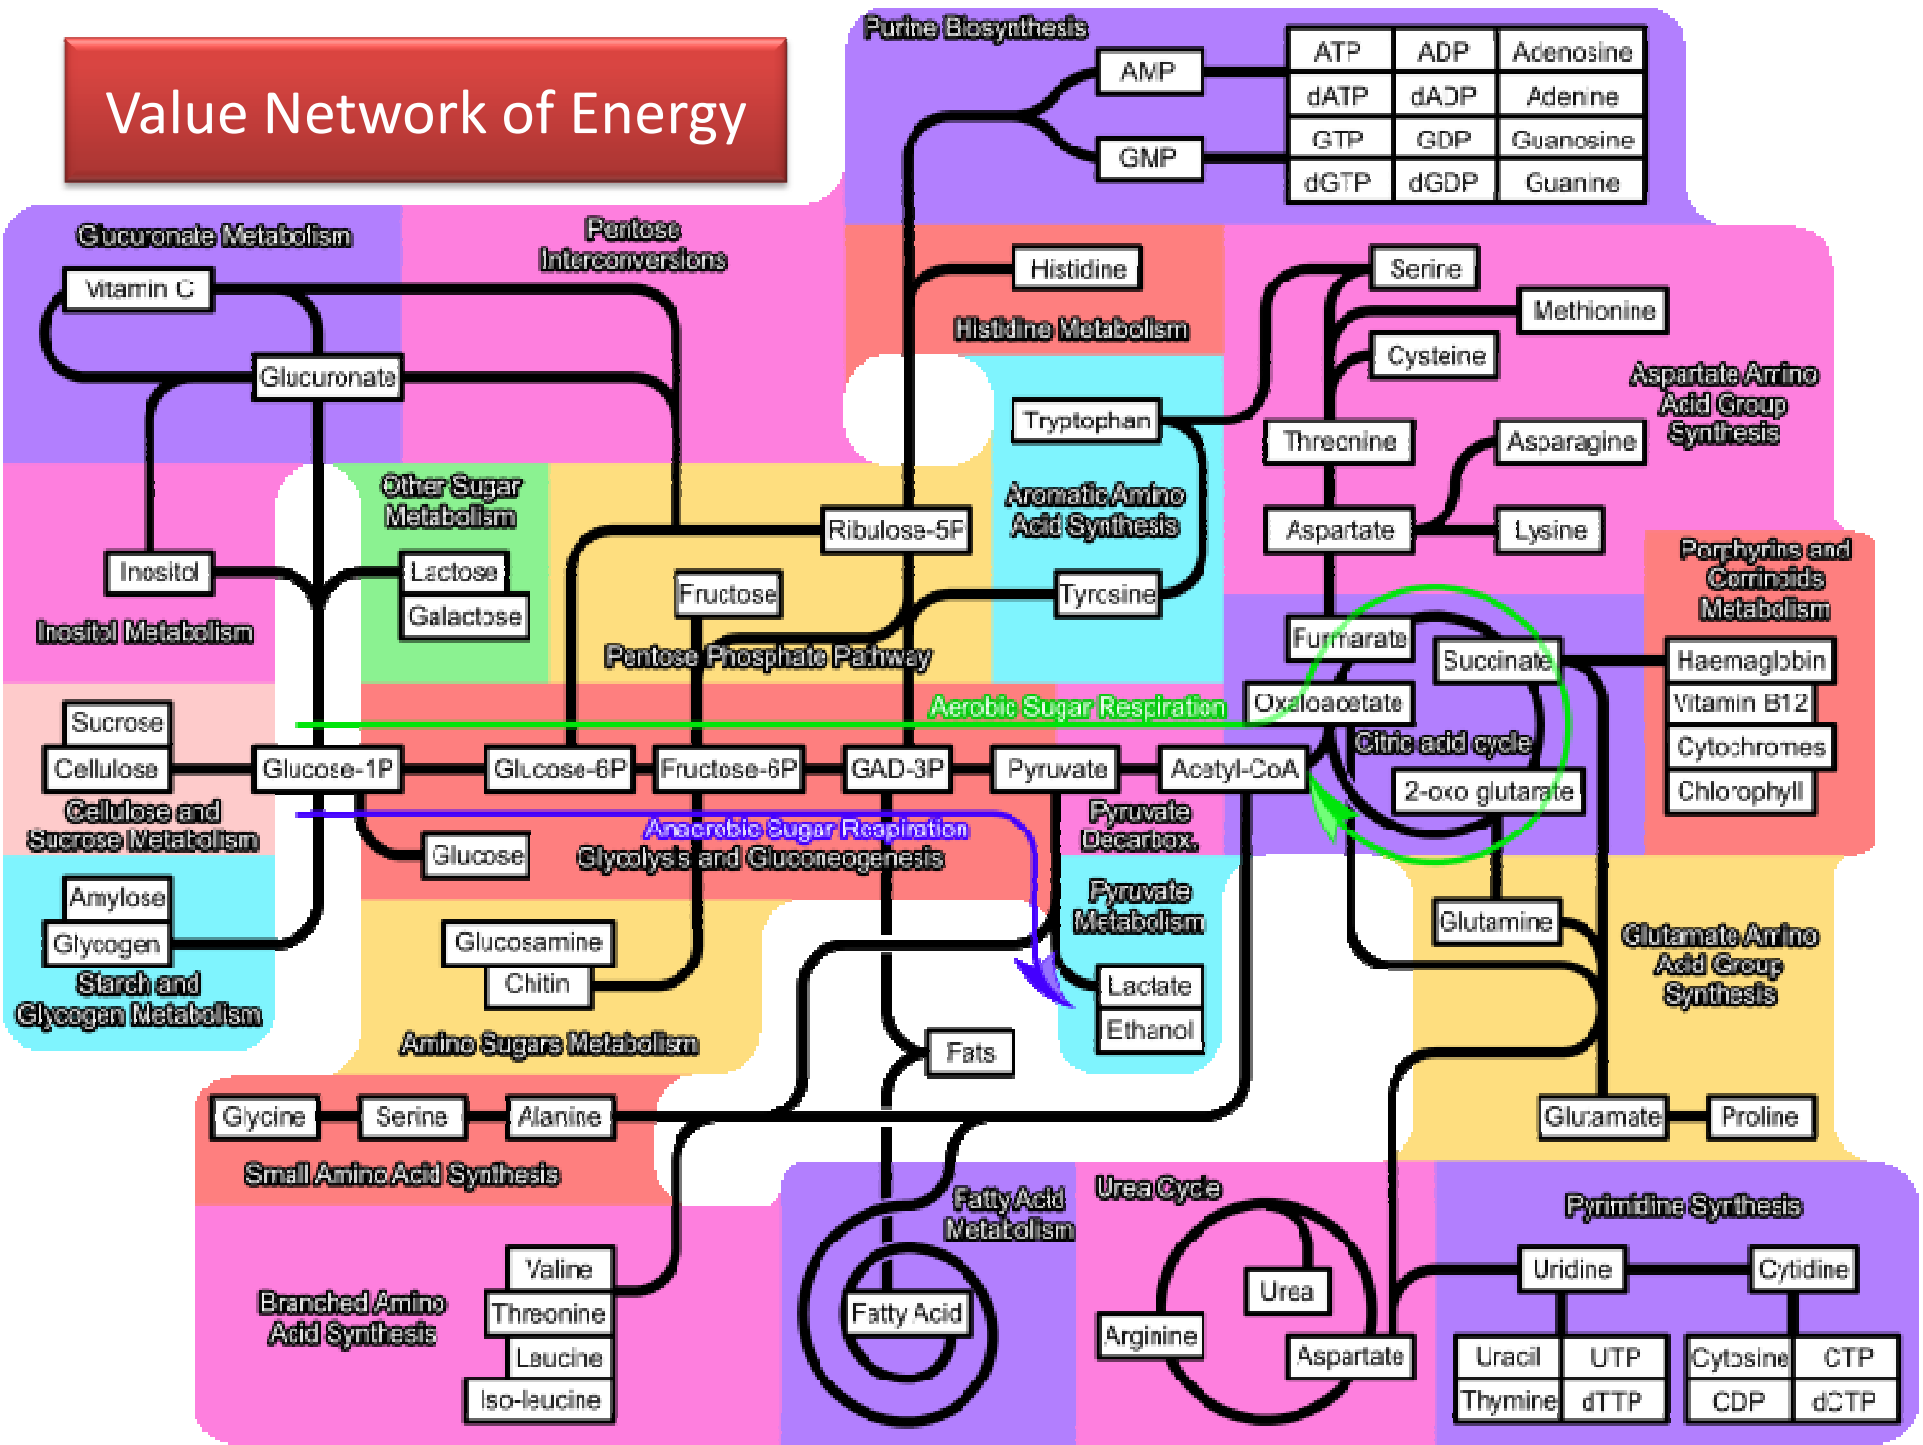 Value Network of Energy
Purine Biosynthesis
AMP
GMP
ATP ADP Adenosine
dATP dADP Adenine
GTP GDP Guanosine
dGTP dGDP Guanine
Glucuronate Metabolism
Pentose
Interconversions
Vitamin C
Glucuronate
Histidine
Histidine Metabolism
Serine
Methionine
Cysteine
Aspartate Amino
Acid Group
Synthesis
Tryptophan
Threonine
Asparagine
Other Sugar
Metabolism
Aromatic Amino
Acid Synthesis
Ribulose-5P
Aspartate
Lysine
Porphyrins and
Corrinoids
Metabolism
Inositol
Inositol Metabolism
Lactose
Galactose
Fructose
Tyrosine
Pentose Phosphate Pathway
Fumarate
Succinate
Haemaglobin
Vitamin B12
Cytochromes
Chlorophyll
Oxaloacetate
Citric acid cycle
2-oxo glutarate
Aerobic Sugar Respiration
Sucrose
Cellulose
Glucose-1P
Glucose-6P
Fructose-6P
GAD-3P
Pyruvate
Acetyl-CoA
Cellulose and
Sucrose Metabolism
Anaerobic Sugar Respiration
Glycolysis and Gluconeogenesis
Glucose
Pyruvate
Decarbox.
Amylose
Glycogen
Starch and
Glycogen Metabolism
Glucosamine
Chitin
Amino Sugars Metabolism
Pyruvate
Metabolism
Lactate
Ethanol
Glutamine
Glutamate Amino
Acid Group
Synthesis
Fats
Glycine
Serine
Alanine
Small Amino Acid Synthesis
Glutamate
Proline
Fatty Acid
Metabolism
Urea Cycle
Pyrimidine Synthesis
Valine
Threonine
Leucine
Iso-leucine
Branched Amino
Acid Synthesis
Fatty Acid
Urea
Arginine
Aspartate
Uridine
Cytidine
Uracil UTP
Thymine dTTP
Cytosine CTP
CDP dCTP